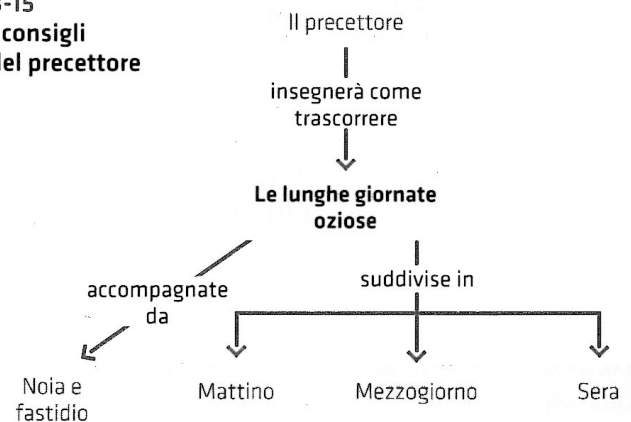 -15
consigli
del precettore
Il precettore
insegnerà come
trascorrere
Le lunghe giornate
oziose
accompagnate
da
suddivise in
Noia e
fastidio
Mattino
Mezzogiorno
Sera